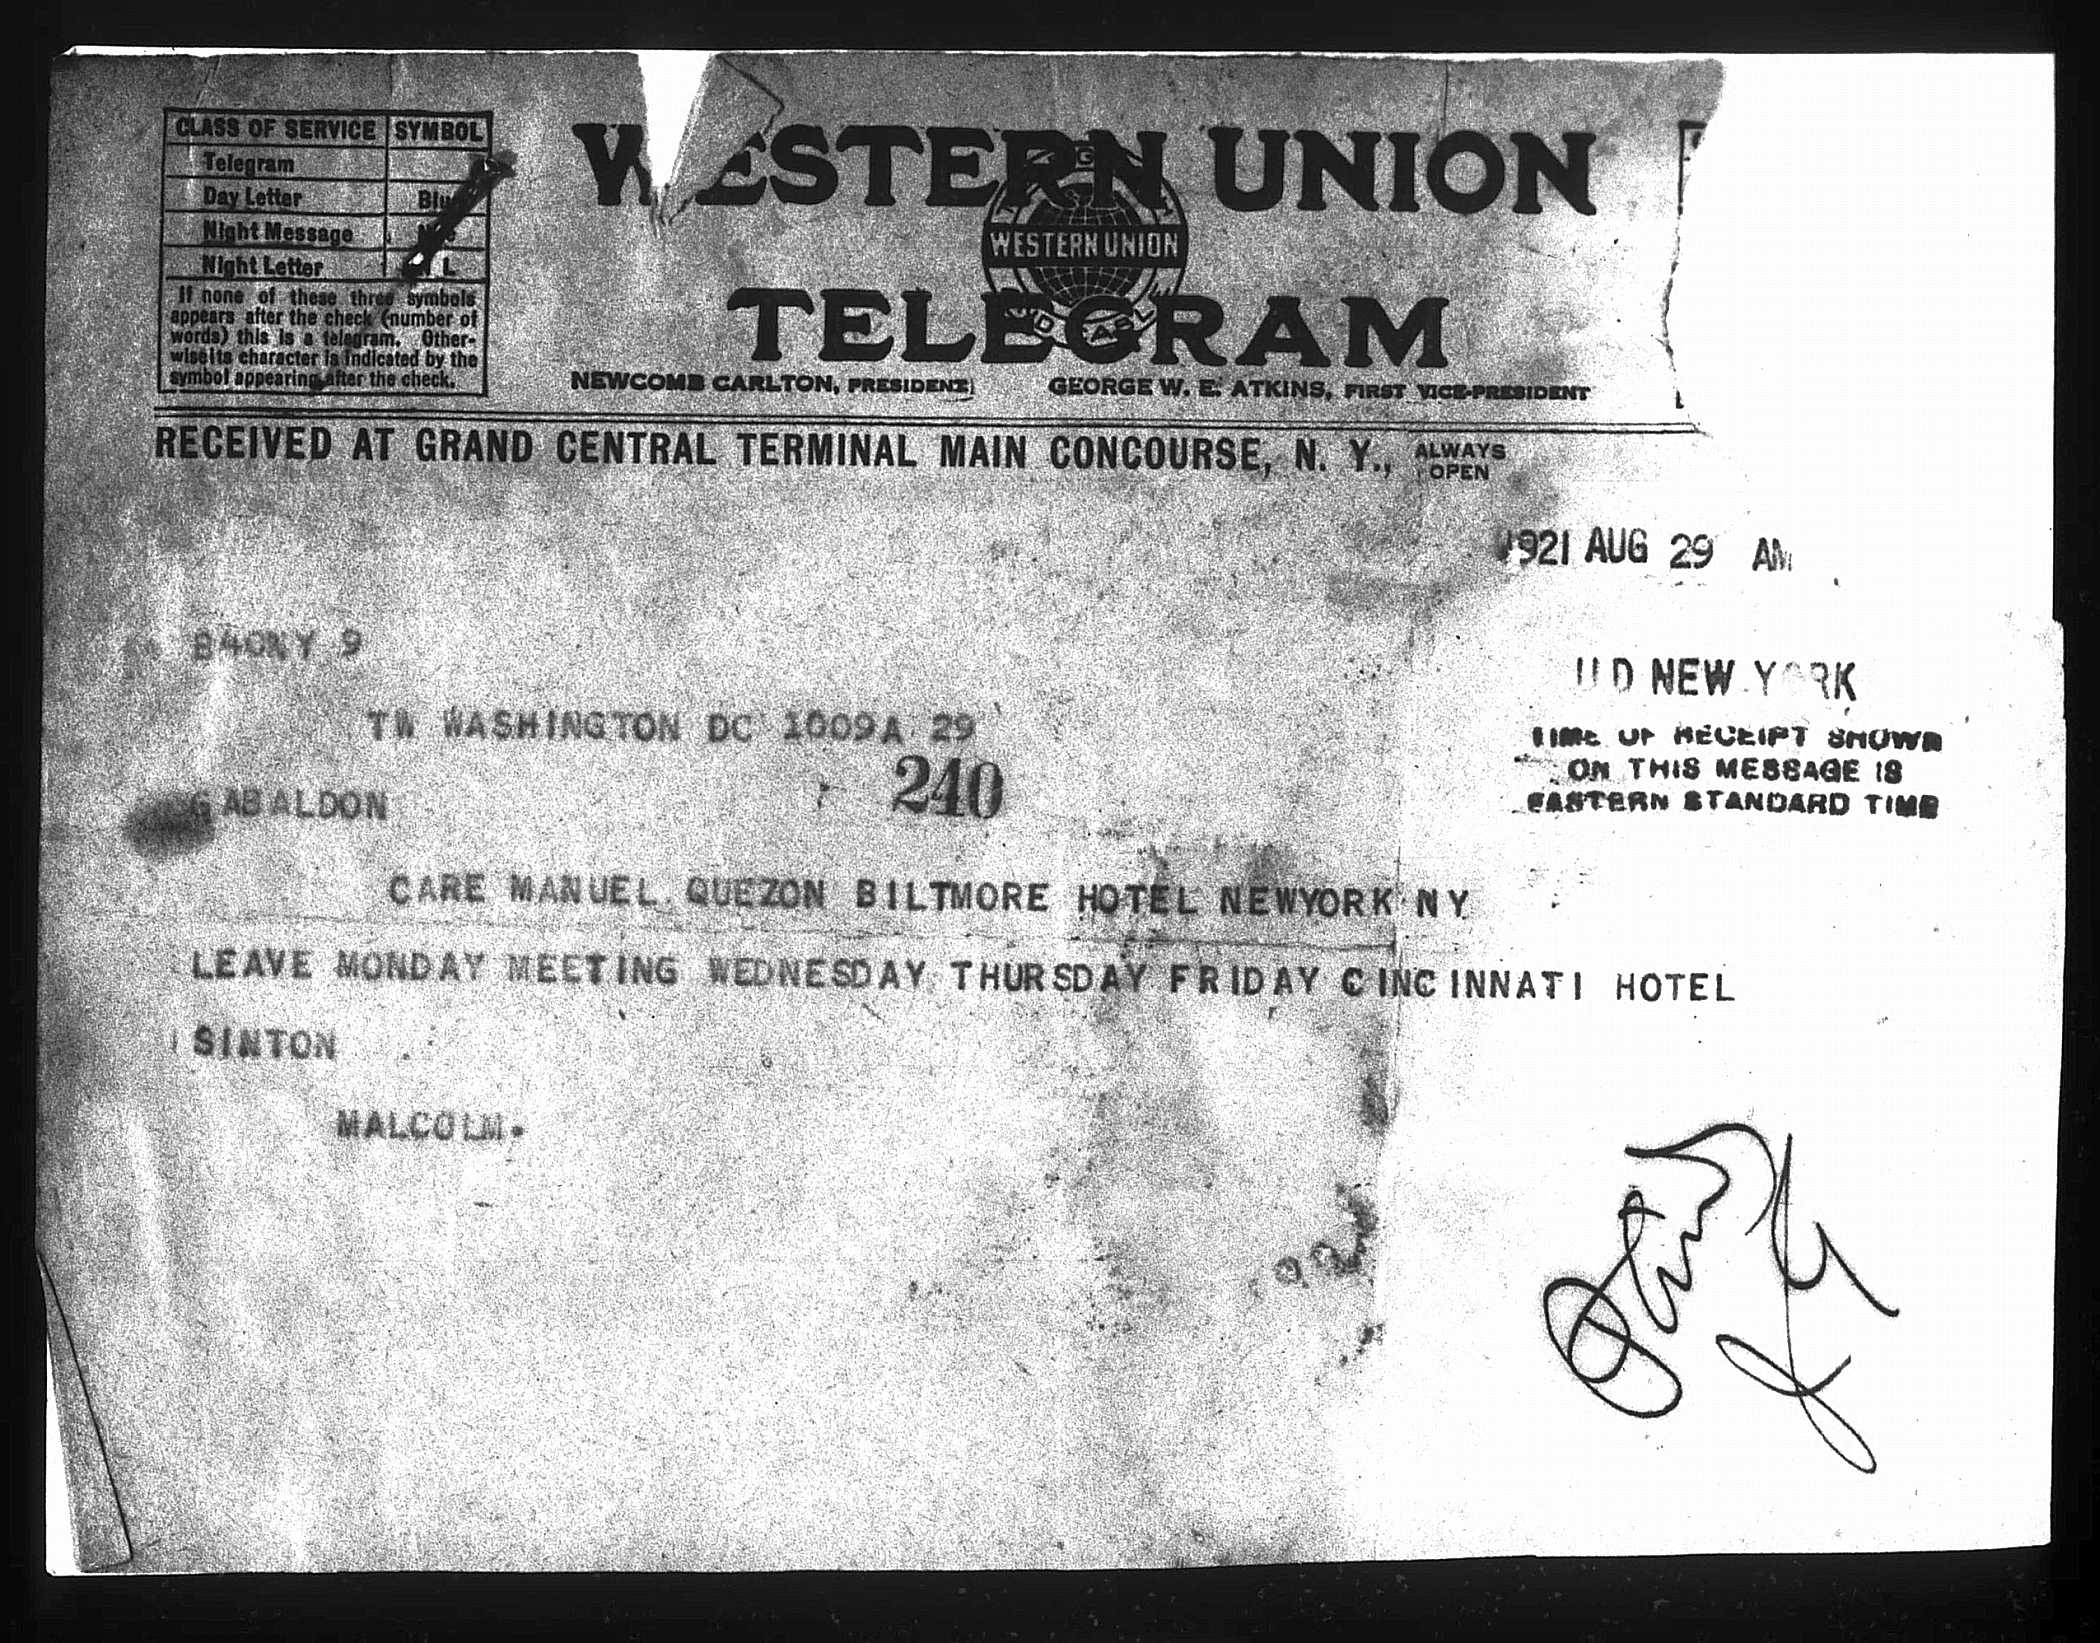 CLASS OF SERVICE SYMBOL
Telegram
Day Letter Blue
Night Message
Night Letter N L
If none of these three symbols
appears after the check (number of
words) this is a telegram. Other-
wise its character is indicated by the
symbol appearing after the check.
WESTERN UNION
WESTERN UNION
TELEGRAM
NEWCOMB CARLTON, PRESIDENT
GEORGE W. E. ATKINS, FIRST VICE-PRESIDENT
RECEIVED AT GRAND CENTRAL TERMINAL MAIN CONCOURSE, N. Y., ALWAYS OPEN
1921 AUG 29 AM
B40NY 9
NEW YORK
TW WASHINGTON DC 1009A 29
TIME OF RECEIPT SHOWN
ON THIS MESSAGE IS
EASTERN STANDARD TIME
240
GABALDON
CARE MANUEL QUEZON BILTMORE HOTEL NEWYORK NY
LEAVE MONDAY MEETING WEDNESDAY THURSDAY FRIDAY CINCINNATI HOTEL
SINTON
MALCOLM.